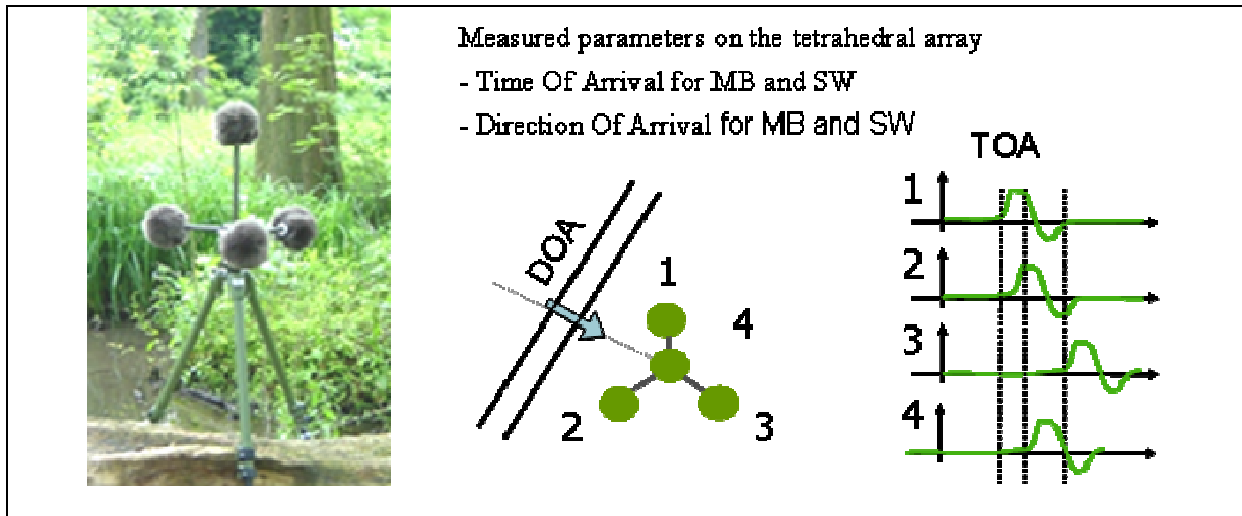 Measured parameters on the tetrahedral array
- Time Of Arrival for MB and SW
- Direction Of Arrival for MB and SW
TOA
DOA
1
4
2
3
1
2
3
4